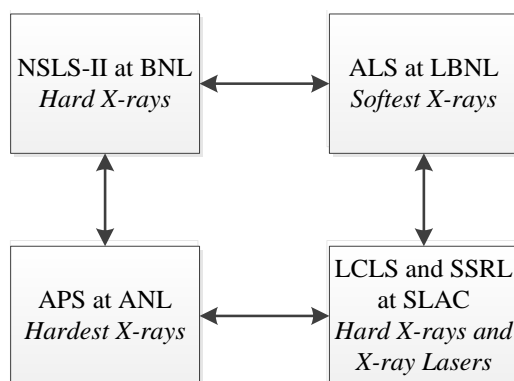 NSLS-II at BNL
Hard X-rays
ALS at LBNL
Softest X-rays
APS at ANL
Hardest X-rays
LCLS and SSRL
at SLAC
Hard X-rays and
X-ray Lasers